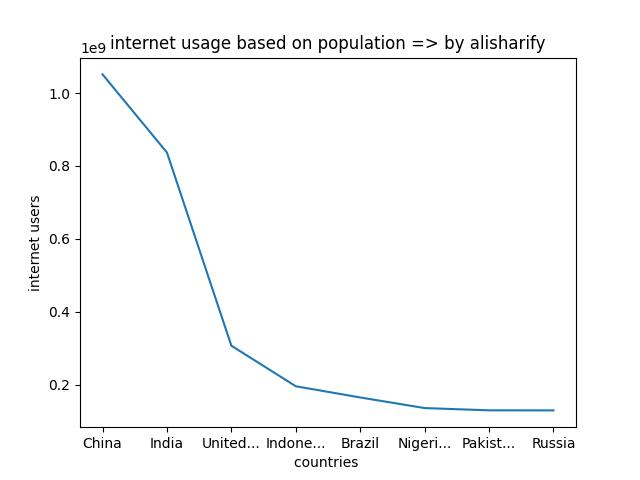 internet usage based on population => by alisharify
1e9
1.0
0.8
0.6
0.4
0.2
internet users
China India United... Indone... Brazil Nigeri... Pakist... Russia
countries